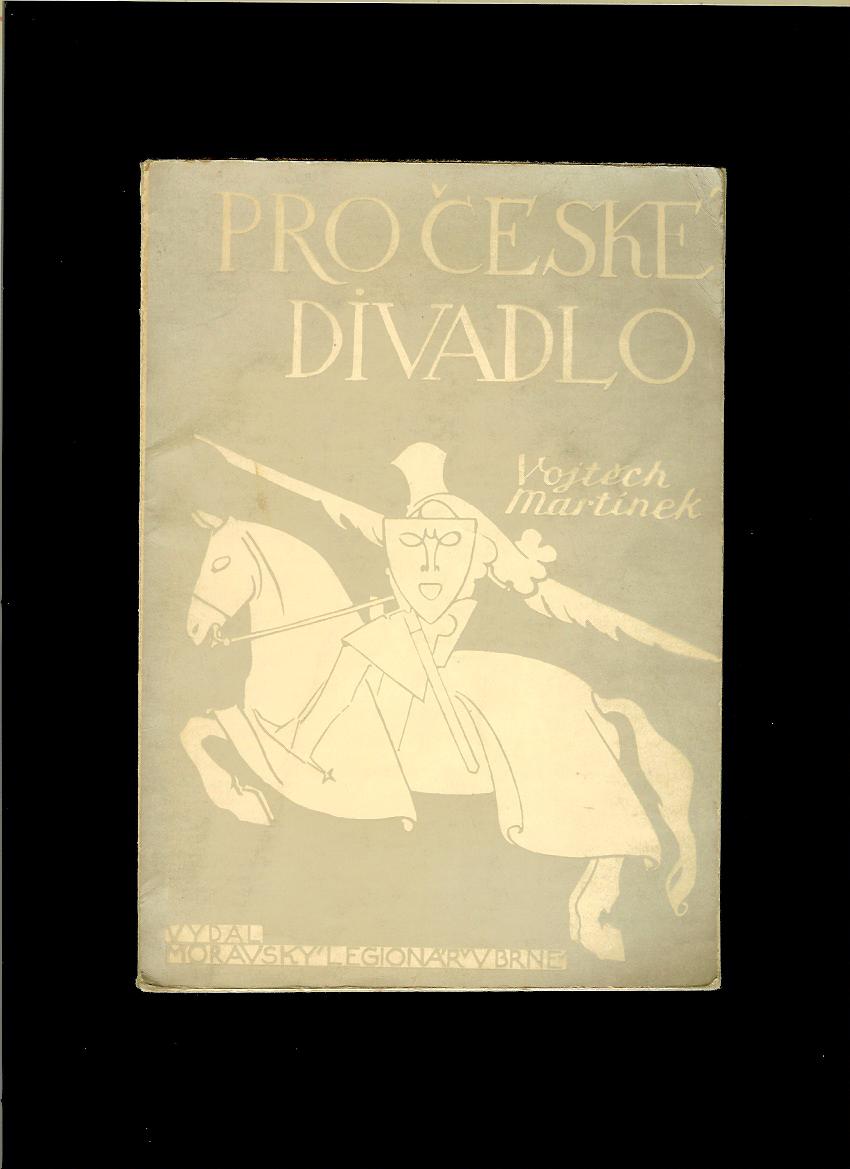 PRO ČESKÉ
DIVADLO
Vojtěch
Martínek
VYDAL
MORAVSKÝ LEGIONÁŘ V BRNĚ